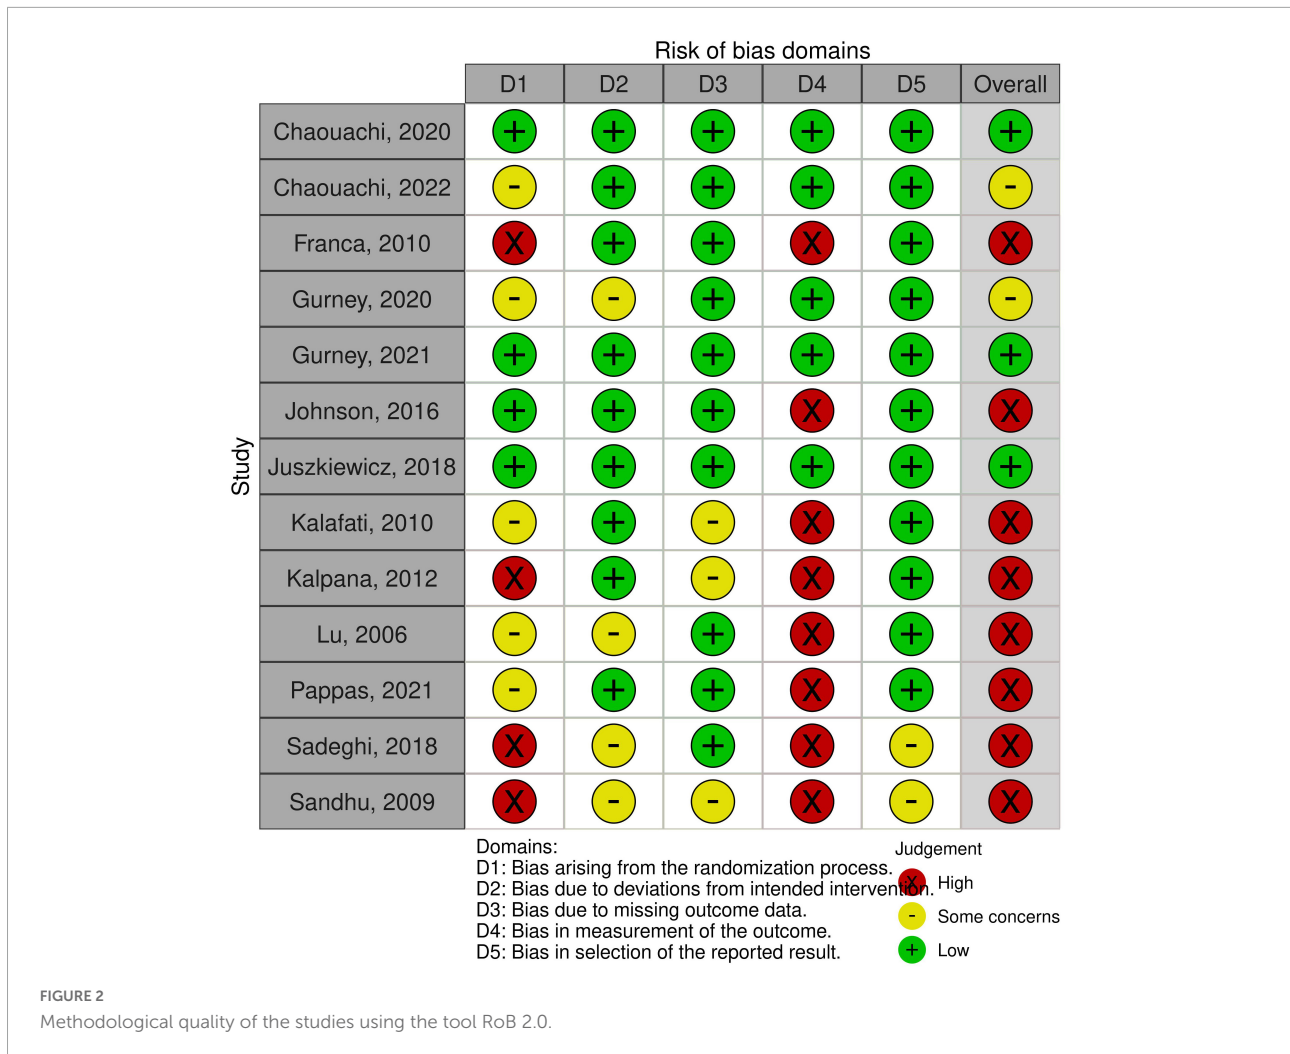 Risk of bias domains
D1 D2 D3 D4 D5 Overall
Study
Chaouachi, 2020 + + + + + +
Chaouachi, 2022 - + + + + -
Franca, 2010 X + + X + X
Gurney, 2020 - - + + + -
Gurney, 2021 + + + + + +
Johnson, 2016 + + + X + X
Juszkiewicz, 2018 + + + + + +
Kalafati, 2010 - + - X + X
Kalpana, 2012 X + - X + X
Lu, 2006 - - + X + X
Pappas, 2021 - + + X + X
Sadeghi, 2018 X - + X - X
Sandhu, 2009 X - - X - X
Domains:
D1: Bias arising from the randomization process.
D2: Bias due to deviations from intended intervention.
D3: Bias due to missing outcome data.
D4: Bias in measurement of the outcome.
D5: Bias in selection of the reported result.
Judgement
X High
- Some concerns
+ Low
FIGURE 2
Methodological quality of the studies using the tool RoB 2.0.